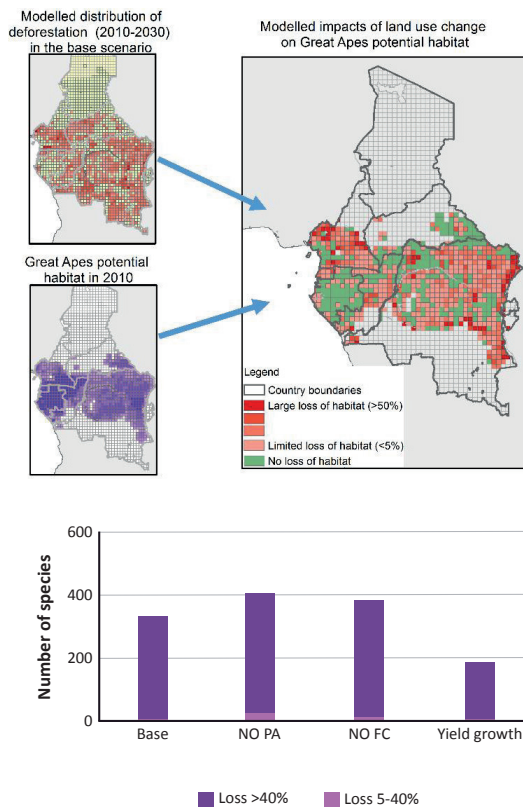 Modelled distribution of
deforestation (2010-2030)
in the base scenario
Great Apes potential
habitat in 2010
Modelled impacts of land use change
on Great Apes potential habitat
Legend
Country boundaries
Large loss of habitat (>50%)
Limited loss of habitat (<5%)
No loss of habitat
Number of species
600
400
200
0
Base
NO PA
NO FC
Yield growth
Loss >40%
Loss 5-40%